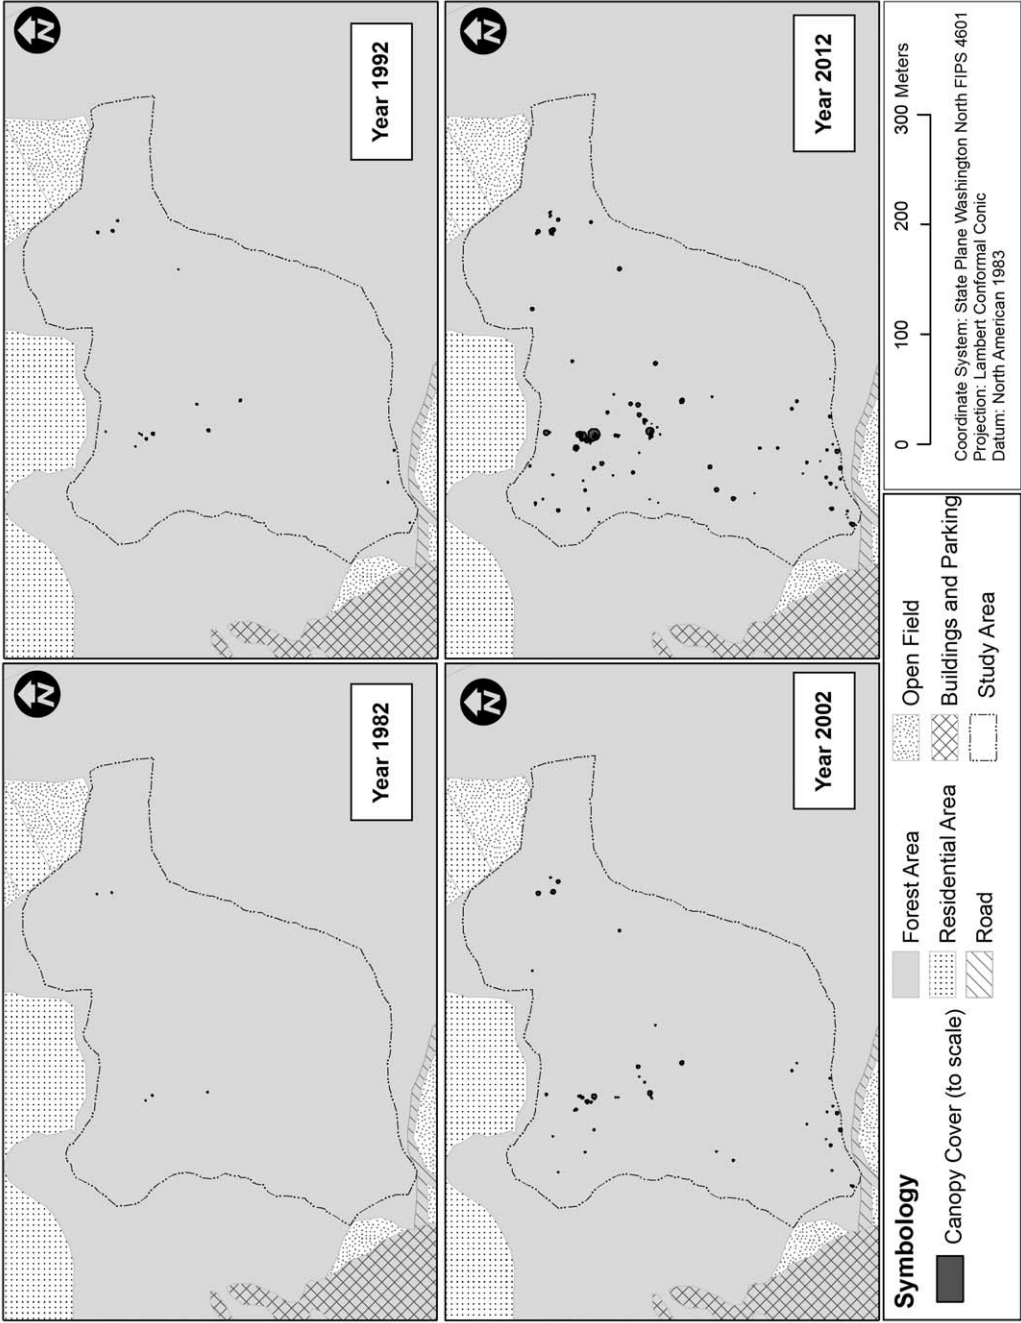 N
Year 1982
N
Year 1992
N
Year 2002
N
Year 2012
Symbology
Canopy Cover (to scale)
Forest Area
Residential Area
Road
Open Field
Buildings and Parking
Study Area
0 100 200 300 Meters
Coordinate System: State Plane Washington North FIPS 4601
Projection: Lambert Conformal Conic
Datum: North American 1983